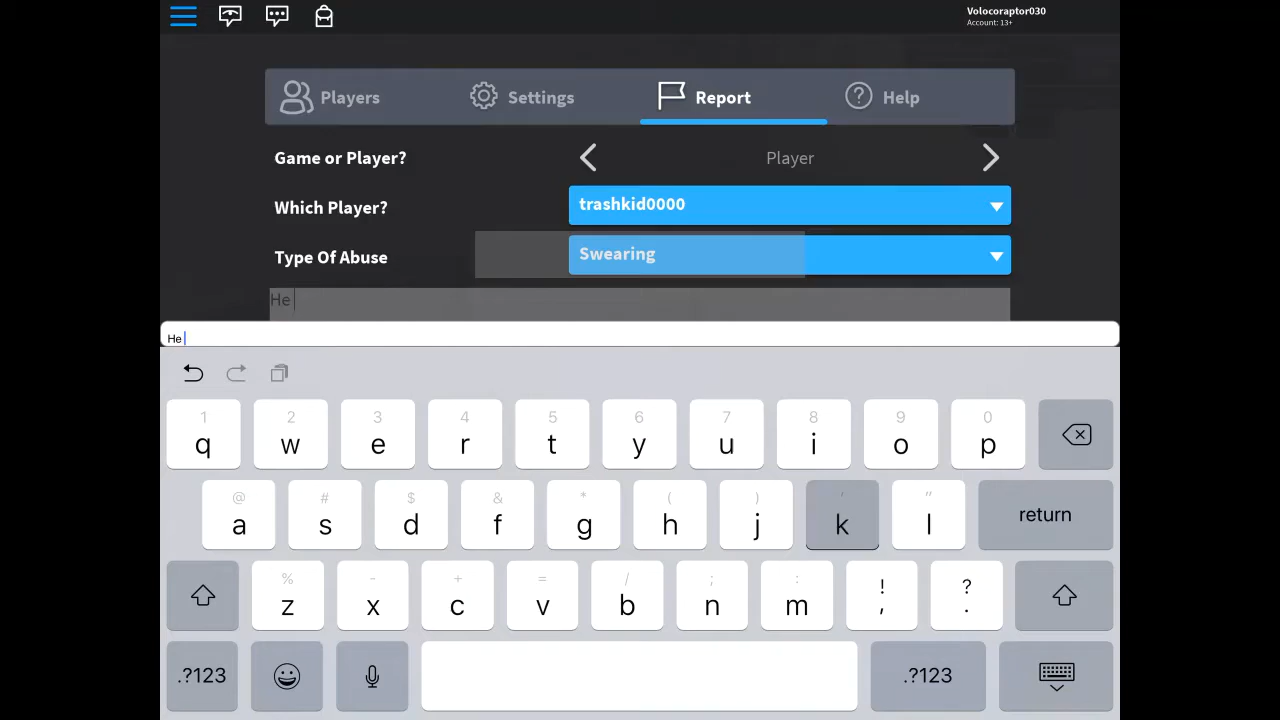 Volocoraptor030
Account: 13+
Players Settings Report Help
Game or Player? Player
Which Player? trashkid0000
Type Of Abuse Swearing
He
He
1 2 3 4 5 6 7 8 9 0
q w e r t y u i o p
@ # $ & * ( ) ' "
a s d f g h j k l return
% - + = / ; : ! ?
z x c v b n m , .
.?123 .?123